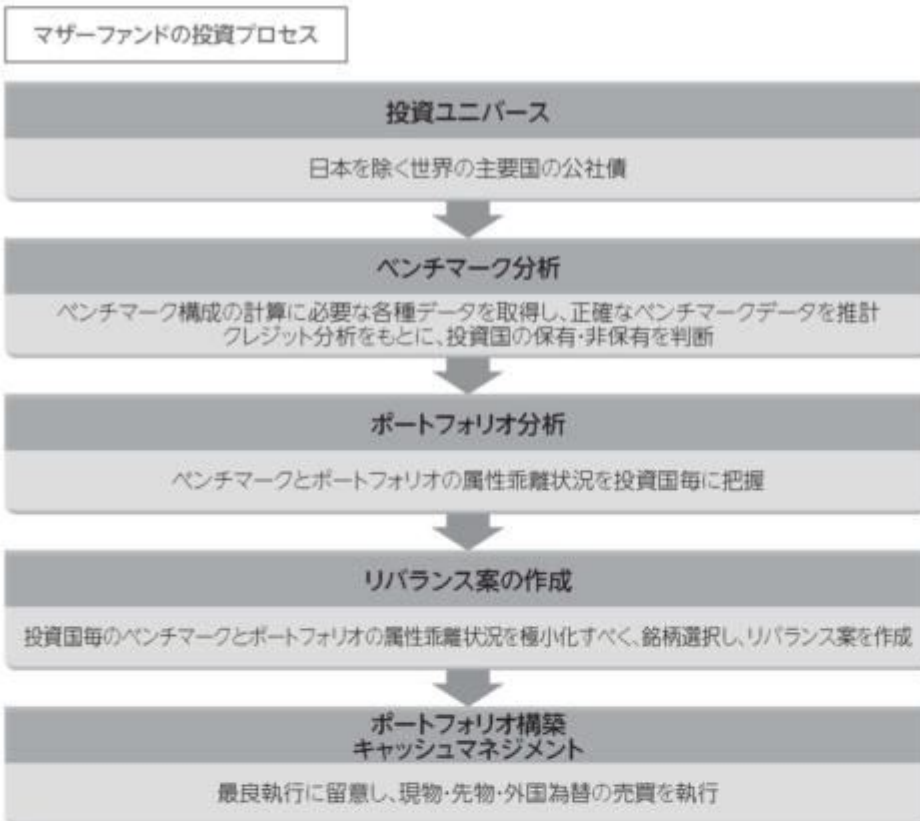 マザーファンドの投資プロセス
投資ユニバース
日本を除く世界の主要国の公社債
ベンチマーク分析
ベンチマーク構成の計算に必要な各種データを取得し、正確なベンチマークデータを推計
クレジット分析をもとに、投資国の保有・非保有を判断
ポートフォリオ分析
ベンチマークとポートフォリオの属性乖離状況を投資国毎に把握
リバランス案の作成
投資国毎のベンチマークとポートフォリオの属性乖離状況を極小化すべく、銘柄選択し、リバランス案を作成
ポートフォリオ構築
キャッシュマネジメント
最良執行に留意し、現物・先物・外国為替の売買を執行